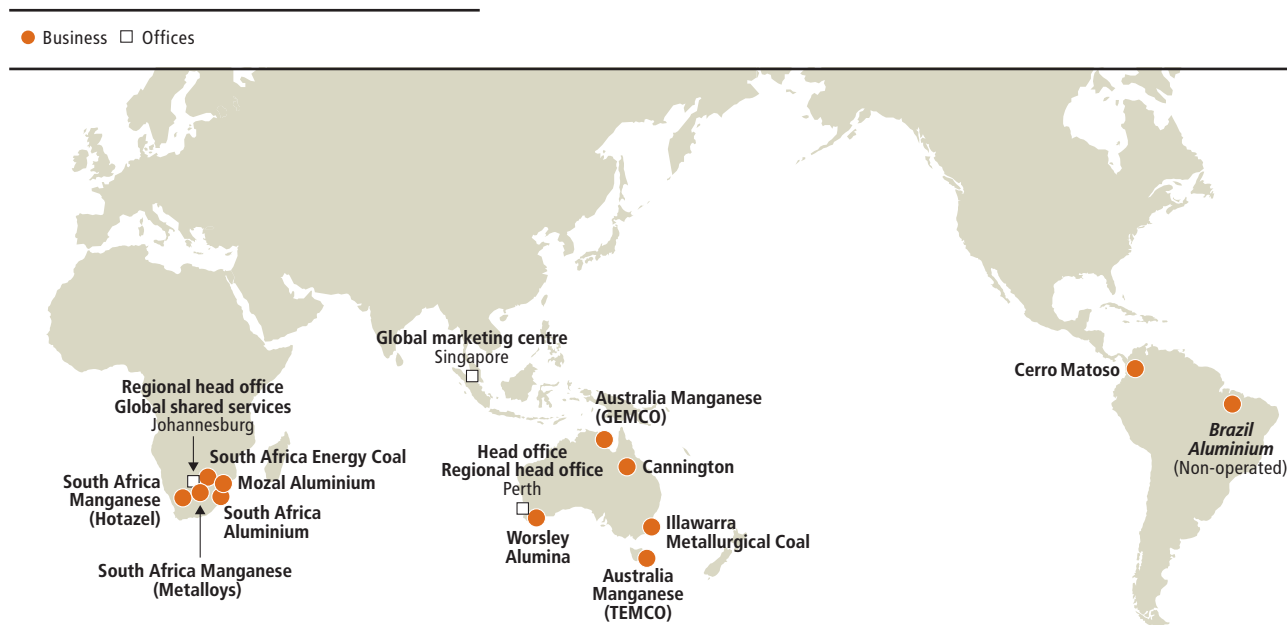 Business Offices
Global marketing centre
Singapore
Regional head office
Global shared services
Johannesburg
South Africa Energy Coal
Mozal Aluminium
South Africa
Manganese
(Hotazel)
South Africa
Aluminium
South Africa Manganese
(Metalloys)
Australia Manganese
(GEMCO)
Head office
Regional head office
Perth
Cannington
Worsley
Alumina
Illawarra
Metallurgical Coal
Australia
Manganese
(TEMCO)
Cerro Matoso
Brazil
Aluminium
(Non-operated)